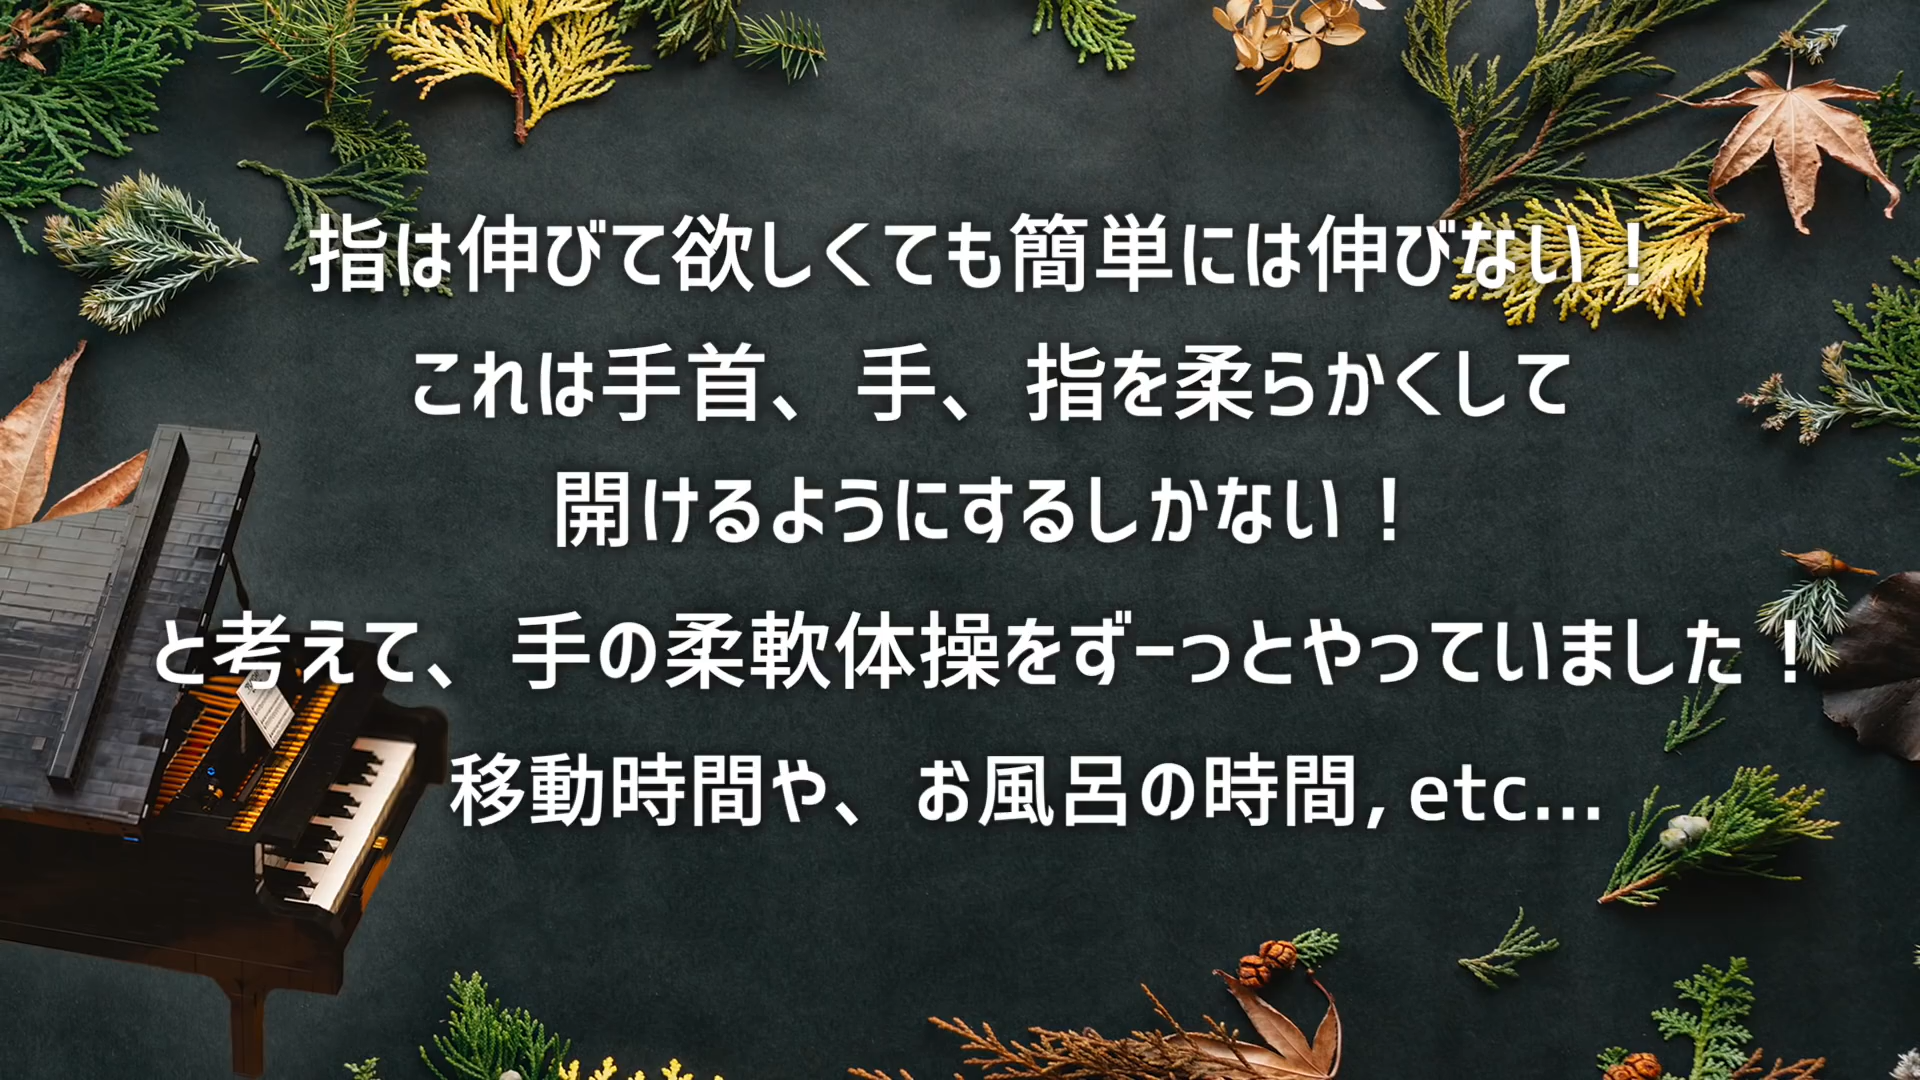 指は伸びて欲しくても簡単には伸びない！
これは手首、手、指を柔らかくして
開けるようにするしかない！
と考えて、手の柔軟体操をずーっとやっていました！
移動時間や、お風呂の時間, etc...